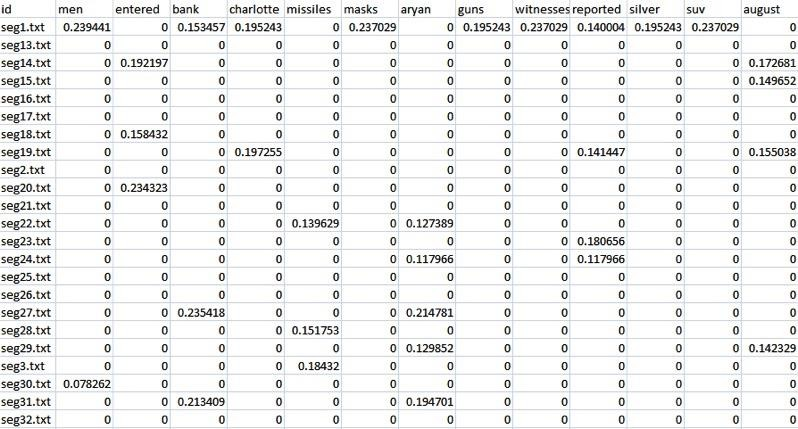 id men entered bank charlotte missiles masks aryan guns witnesses reported silver suv august
seg1.txt 0.239441 0 0.153457 0.195243 0 0.237029 0 0.195243 0.237029 0.140004 0.195243 0.237029 0
seg13.txt 0 0 0 0 0 0 0 0 0 0 0 0 0
seg14.txt 0 0.192197 0 0 0 0 0 0 0 0 0 0 0.172681
seg15.txt 0 0 0 0 0 0 0 0 0 0 0 0 0.149652
seg16.txt 0 0 0 0 0 0 0 0 0 0 0 0 0
seg17.txt 0 0 0 0 0 0 0 0 0 0 0 0 0
seg18.txt 0 0.158432 0 0 0 0 0 0 0 0 0 0 0
seg19.txt 0 0 0 0.197255 0 0 0 0 0 0.141447 0 0 0.155038
seg2.txt 0 0 0 0 0 0 0 0 0 0 0 0 0
seg20.txt 0 0.234323 0 0 0 0 0 0 0 0 0 0 0
seg21.txt 0 0 0 0 0 0 0 0 0 0 0 0 0
seg22.txt 0 0 0 0 0.139629 0 0.127389 0 0 0 0 0 0
seg23.txt 0 0 0 0 0 0 0 0 0 0.180656 0 0 0
seg24.txt 0 0 0 0 0 0 0.117966 0 0 0.117966 0 0 0
seg25.txt 0 0 0 0 0 0 0 0 0 0 0 0 0
seg26.txt 0 0 0 0 0 0 0 0 0 0 0 0 0
seg27.txt 0 0 0.235418 0 0 0 0.214781 0 0 0 0 0 0
seg28.txt 0 0 0 0 0.151753 0 0 0 0 0 0 0 0
seg29.txt 0 0 0 0 0 0 0.129852 0 0 0 0 0 0.142329
seg3.txt 0 0 0 0 0.18432 0 0 0 0 0 0 0 0
seg30.txt 0.078262 0 0 0 0 0 0 0 0 0 0 0 0
seg31.txt 0 0 0.213409 0 0 0 0.194701 0 0 0 0 0 0
seg32.txt 0 0 0 0 0 0 0 0 0 0 0 0 0